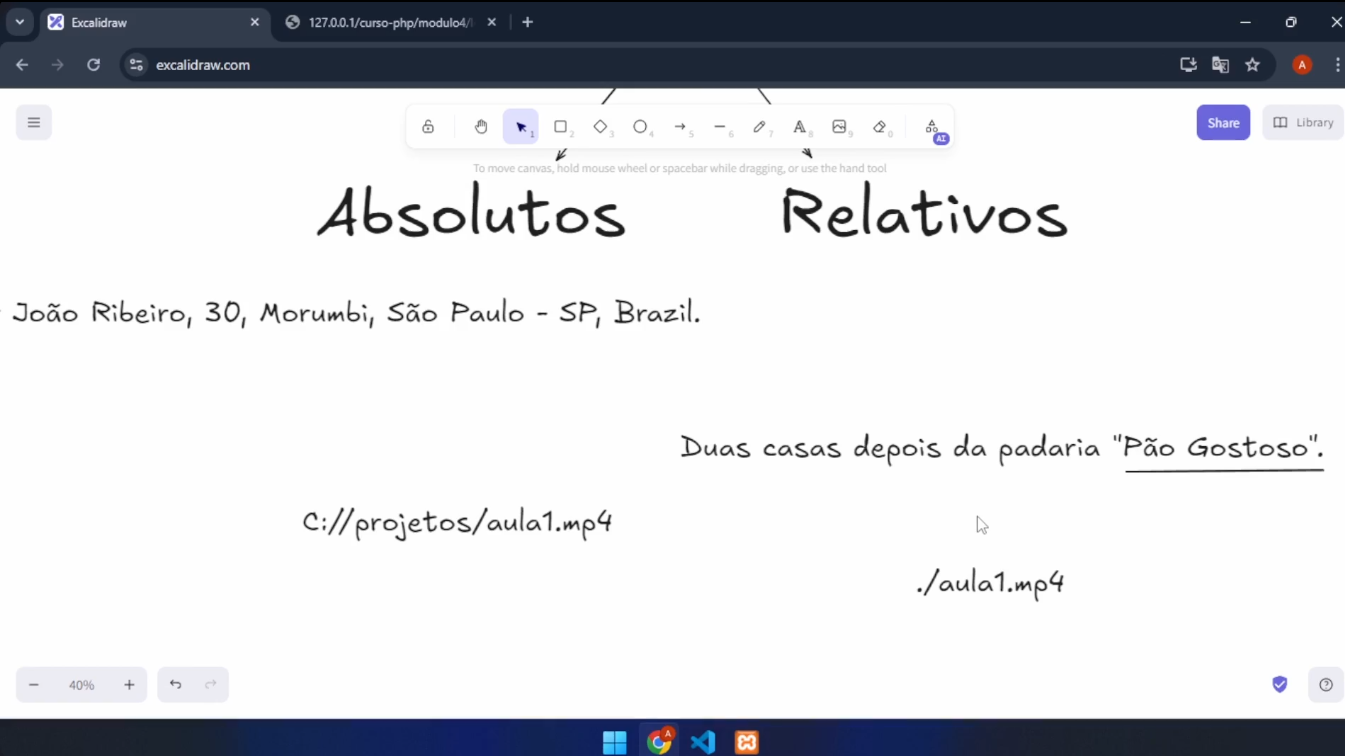 Excalidraw
127.0.0.1/curso-php/modulo4/
excalidraw.com
A
1
2
3
4
5
6
7
A
8
9
0
AI
Share
Library
To move canvas, hold mouse wheel or spacebar while dragging, or use the hand tool
Absolutos Relativos
João Ribeiro, 30, Morumbi, São Paulo - SP, Brazil.
Duas casas depois da padaria "Pão Gostoso".
C://projetos/aula1.mp4
./aula1.mp4
40%
A